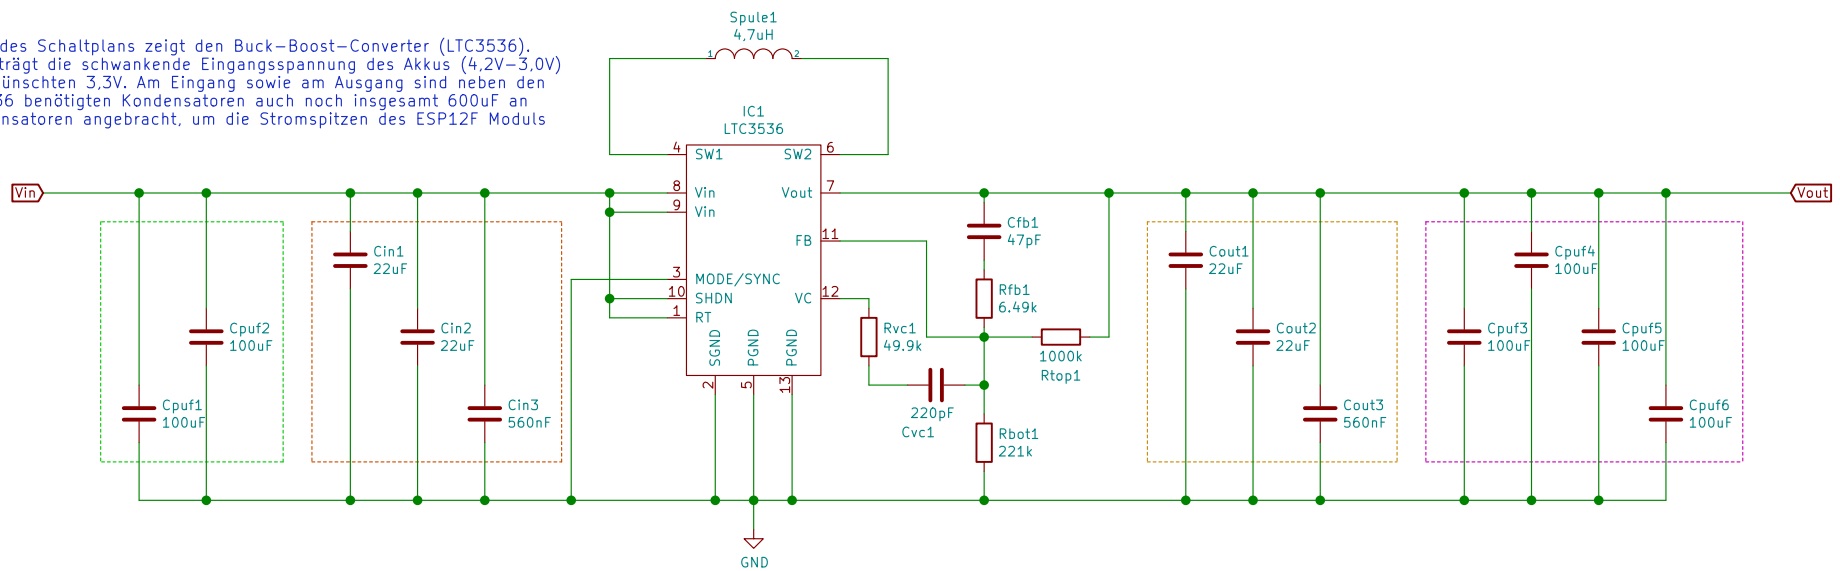 des Schaltplans zeigt den Buck-Boost-Converter (LTC3536).
trägt die schwankende Eingangsspannung des Akkus (4,2V-3,0V)
ünschten 3,3V. Am Eingang sowie am Ausgang sind neben den
36 benötigten Kondensatoren auch noch insgesamt 600uF an
nsatoren angebracht, um die Stromspitzen des ESP12F Moduls
Spule1
4,7uH
1
2
IC1
LTC3536
4
SW1
SW2
6
Vin
8
Vin
Vout
7
Vout
9
Vin
FB
11
3
MODE/SYNC
10
SHDN
VC
12
1
RT
SGND
PGND
PGND
2
5
13
Cpuf1
100uF
Cpuf2
100uF
Cin1
22uF
Cin2
22uF
Cin3
560nF
Cfb1
47pF
Rfb1
6.49k
Rvc1
49.9k
1000k
Rtop1
220pF
Cvc1
Rbot1
221k
Cout1
22uF
Cout2
22uF
Cout3
560nF
Cpuf3
100uF
Cpuf4
100uF
Cpuf5
100uF
Cpuf6
100uF
GND